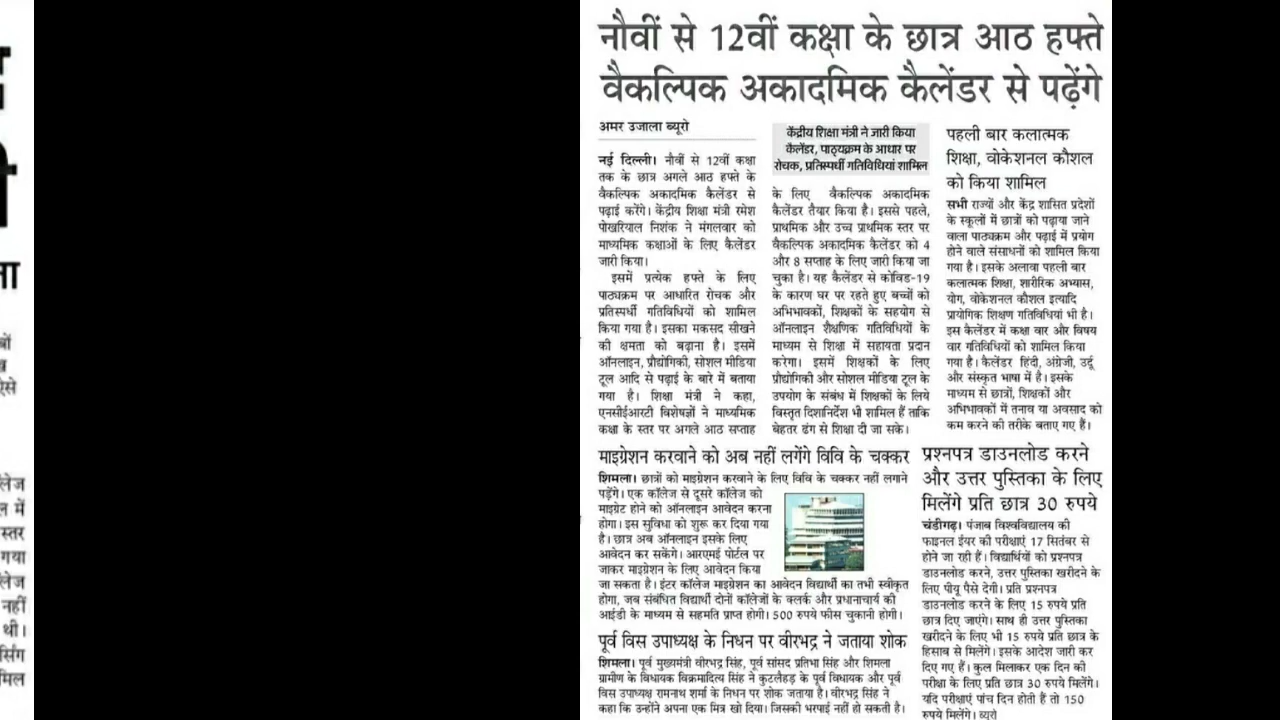 नौवीं से 12वीं कक्षा के छात्र आठ हफ्ते
वैकल्पिक अकादमिक कैलेंडर से पढ़ेंगे
अमर उजाला ब्यूरो
नई दिल्ली। नौवीं से 12वीं कक्षा
तक के छात्र अगले आठ हफ्ते के
वैकल्पिक अकादमिक कैलेंडर से
पढ़ाई करेंगे। केंद्रीय शिक्षा मंत्री रमेश
पोखरियाल निशंक ने मंगलवार को
माध्यमिक कक्षाओं के लिए कैलेंडर
जारी किया।
इसमें प्रत्येक हफ्ते के लिए
पाठ्यक्रम पर आधारित रोचक और
प्रतिस्पर्धी गतिविधियों को शामिल
किया गया है। इसका मकसद सीखने
की क्षमता को बढ़ाना है। इसमें
ऑनलाइन, प्रौद्योगिकी, सोशल मीडिया
टूल आदि से पढ़ाई के बारे में बताया
गया है। शिक्षा मंत्री ने कहा,
एनसीईआरटी विशेषज्ञों ने माध्यमिक
कक्षा के स्तर पर अगले आठ सप्ताह
केंद्रीय शिक्षा मंत्री ने जारी किया
कैलेंडर, पाठ्यक्रम के आधार पर
रोचक, प्रतिस्पर्धी गतिविधियां शामिल
के लिए वैकल्पिक अकादमिक
कैलेंडर तैयार किया है। इससे पहले,
प्राथमिक और उच्च प्राथमिक स्तर पर
वैकल्पिक अकादमिक कैलेंडर को 4
और 8 सप्ताह के लिए जारी किया जा
चुका है। यह कैलेंडर से कोविड-19
के कारण घर पर रहते हुए बच्चों को
अभिभावकों, शिक्षकों के सहयोग से
ऑनलाइन शैक्षणिक गतिविधियों के
माध्यम से शिक्षा में सहायता प्रदान
करेगा। इसमें शिक्षकों के लिए
प्रौद्योगिकी और सोशल मीडिया टूल के
उपयोग के संबंध में शिक्षकों के लिये
विस्तृत दिशानिर्देश भी शामिल हैं ताकि
बेहतर ढंग से शिक्षा दी जा सके।
पहली बार कलात्मक
शिक्षा, वोकेशनल कौशल
को किया शामिल
सभी राज्यों और केंद्र शासित प्रदेशों
के स्कूलों में छात्रों को पढ़ाया जाने
वाला पाठ्यक्रम और पढ़ाई में प्रयोग
होने वाले संसाधनों को शामिल किया
गया है। इसके अलावा पहली बार
कलात्मक शिक्षा, शारीरिक अभ्यास,
योग, वोकेशनल कौशल इत्यादि
प्रायोगिक शिक्षण गतिविधियां भी है।
इस कैलेंडर में कक्षा वार और विषय
वार गतिविधियों को शामिल किया
गया है। कैलेंडर हिंदी, अंग्रेजी, उर्दू
और संस्कृत भाषा में है। इसके
माध्यम से छात्रों, शिक्षकों और
अभिभावकों में तनाव या अवसाद को
कम करने की तरीके बताए गए हैं।
माइग्रेशन करवाने को अब नहीं लगेंगे विवि के चक्कर
शिमला। छात्रों को माइग्रेशन करवाने के लिए विवि के चक्कर नहीं लगाने
पड़ेंगे। एक कॉलेज से दूसरे कॉलेज को
माइग्रेट होने को ऑनलाइन आवेदन करना
होगा। इस सुविधा को शुरू कर दिया गया
है। छात्र अब ऑनलाइन इसके लिए
आवेदन कर सकेंगे। आरएमई पोर्टल पर
जाकर माइग्रेशन के लिए आवेदन किया
जा सकता है। इंटर कॉलेज माइग्रेशन का आवेदन विद्यार्थी का तभी स्वीकृत
होगा, जब संबंधित विद्यार्थी दोनों कॉलेजों के क्लर्क और प्रधानाचार्य की
आईडी के माध्यम से सहमति प्राप्त होगी। 500 रुपये फीस चुकानी होगी।
पूर्व विस उपाध्यक्ष के निधन पर वीरभद्र ने जताया शोक
शिमला। पूर्व मुख्यमंत्री वीरभद्र सिंह, पूर्व सांसद प्रतिभा सिंह और शिमला
ग्रामीण के विधायक विक्रमादित्य सिंह ने कुटलैहड़ के पूर्व विधायक और पूर्व
विस उपाध्यक्ष रामनाथ शर्मा के निधन पर शोक जताया है। वीरभद्र सिंह ने
कहा कि उन्होंने अपना एक मित्र खो दिया। जिसकी भरपाई नहीं हो सकती है।
प्रश्नपत्र डाउनलोड करने
और उत्तर पुस्तिका के लिए
मिलेंगे प्रति छात्र 30 रुपये
चंडीगढ़। पंजाब विश्वविद्यालय की
फाइनल ईयर की परीक्षाएं 17 सितंबर से
होने जा रही हैं। विद्यार्थियों को प्रश्नपत्र
डाउनलोड करने, उत्तर पुस्तिका खरीदने के
लिए पीयू पैसे देगी। प्रति प्रश्नपत्र
डाउनलोड करने के लिए 15 रुपये प्रति
छात्र दिए जाएंगे। साथ ही उत्तर पुस्तिका
खरीदने के लिए भी 15 रुपये प्रति छात्र के
हिसाब से मिलेंगे। इसके आदेश जारी कर
दिए गए हैं। कुल मिलाकर एक दिन की
परीक्षा के लिए प्रति छात्र 30 रुपये मिलेंगे।
यदि परीक्षाएं पांच दिन होती हैं तो 150
रुपये मिलेंगे। ब्यूरो